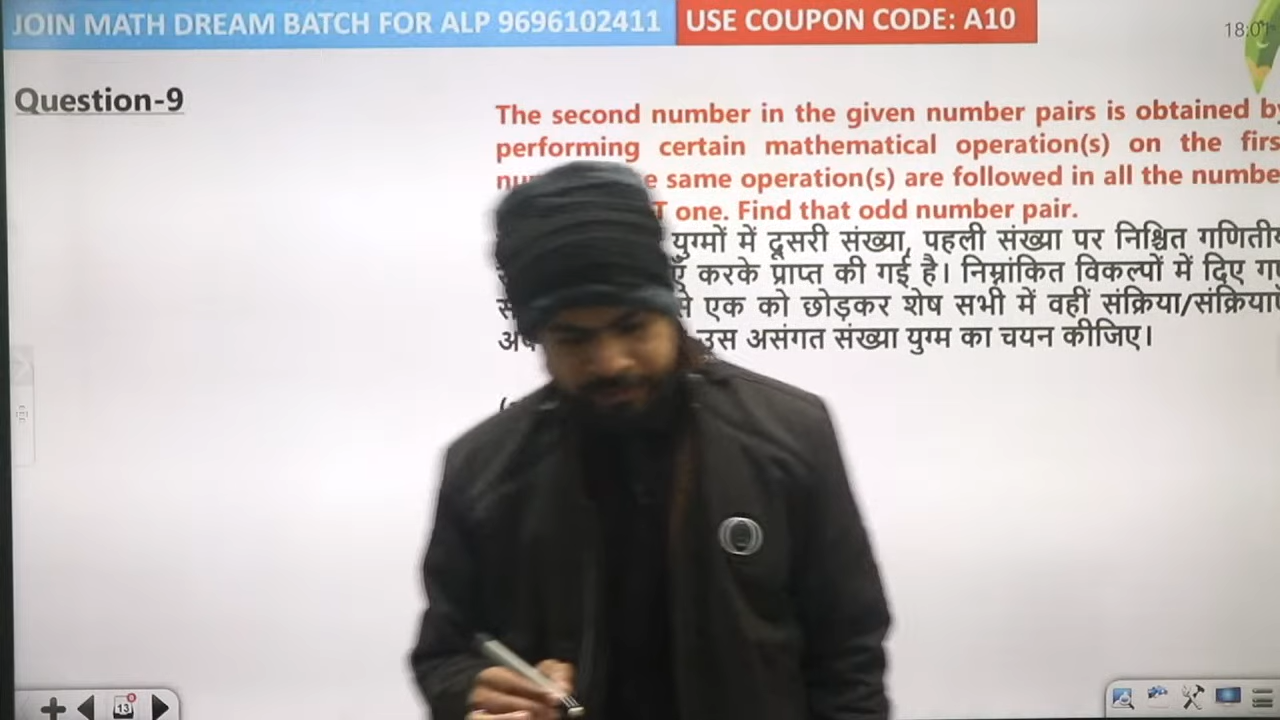 JOIN MATH DREAM BATCH FOR ALP 9696102411 USE COUPON CODE: A10
18:01
Question-9
The second number in the given number pairs is obtained by
performing certain mathematical operation(s) on the firs
same operation(s) are followed in all the numbe
one. Find that odd number pair.
युग्मों में दूसरी संख्या, पहली संख्या पर निश्चित गणितीय
करके प्राप्त की गई है। निम्नांकित विकल्पों में दिए गए
से एक को छोड़कर शेष सभी में वहीं संक्रिया/संक्रियाएँ
उस असंगत संख्या युग्म का चयन कीजिए।
13